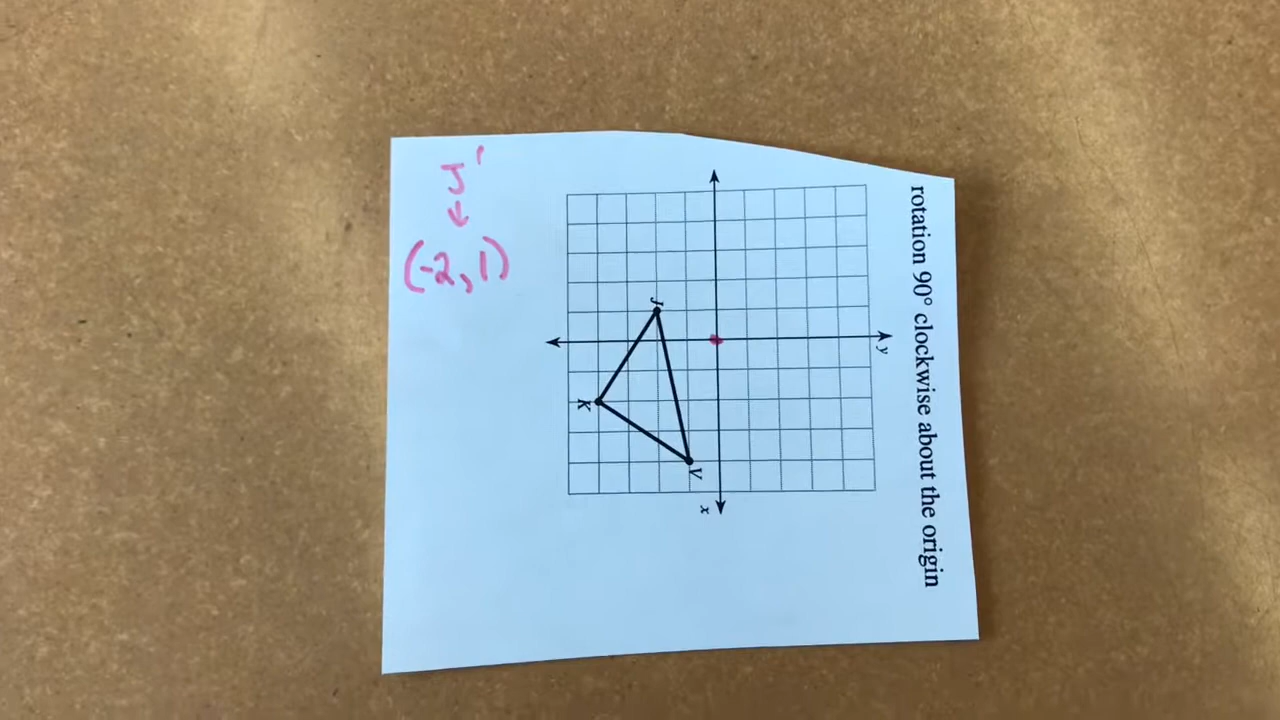 rotation 90° clockwise about the origin
y
x
J
V
K
J'
(-2, 1)